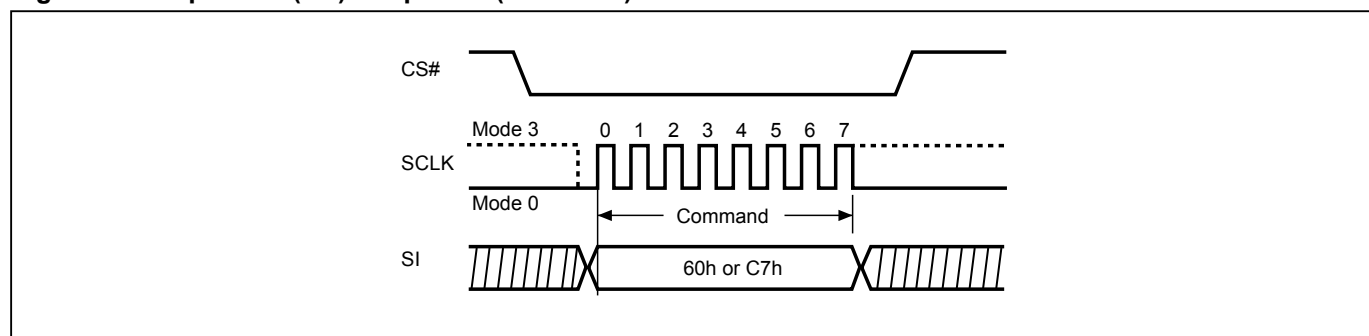 CS#
Mode 3
0 1 2 3 4 5 6 7
SCLK
Mode 0
Command
SI
60h or C7h